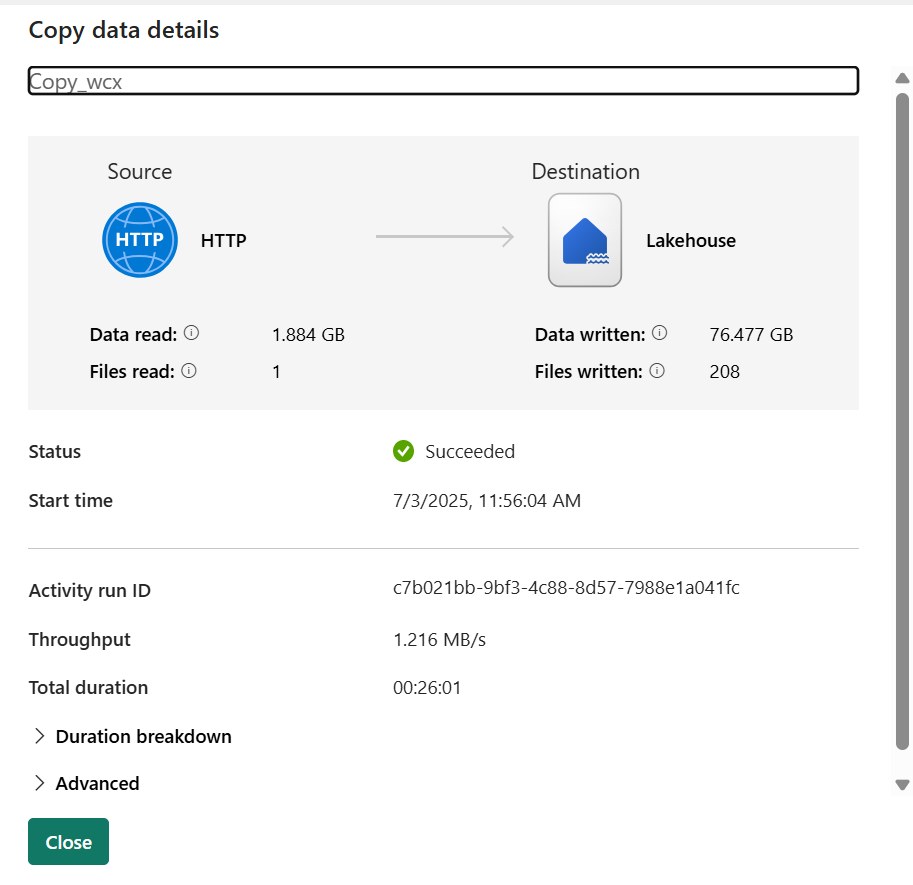 Copy data details
Copy_wcx
Source
Destination
HTTP
HTTP
Lakehouse
Data read:
1.884 GB
Data written:
76.477 GB
Files read:
1
Files written:
208
Status
Succeeded
Start time
7/3/2025, 11:56:04 AM
Activity run ID
c7b021bb-9bf3-4c88-8d57-7988e1a041fc
Throughput
1.216 MB/s
Total duration
00:26:01
Duration breakdown
Advanced
Close